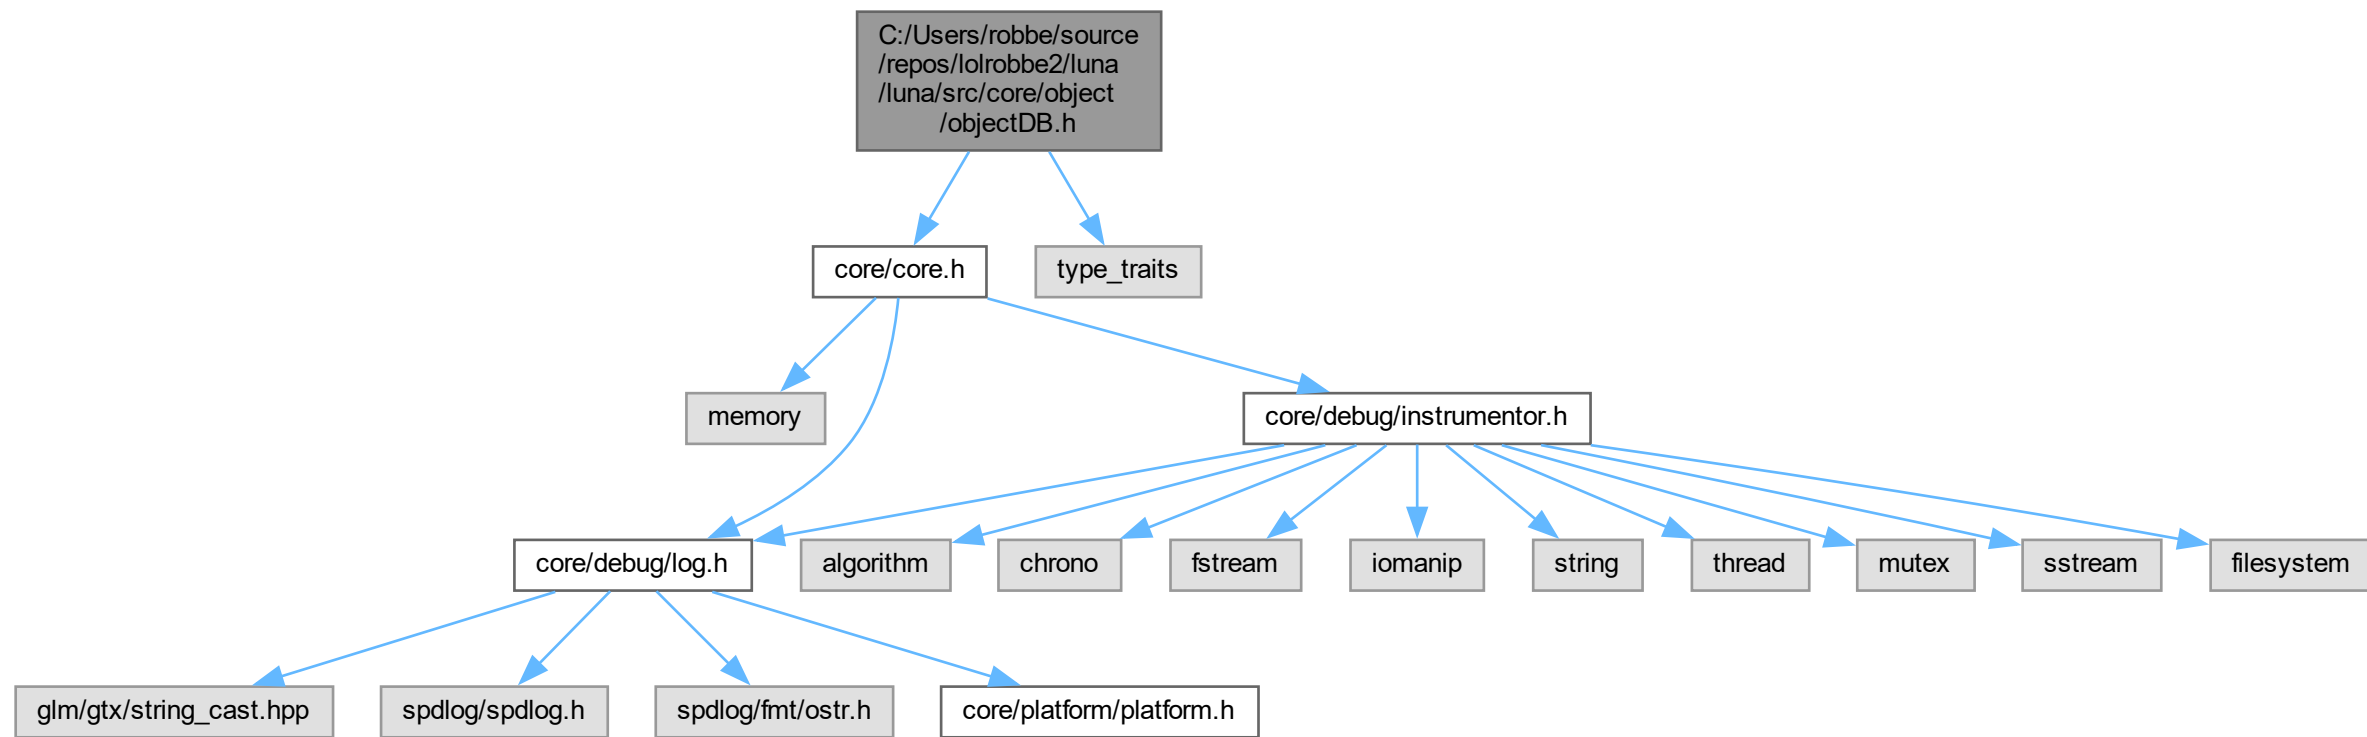 C:/Users/robbe/source
/repos/lolrobbe2/luna
/luna/src/core/object
/objectDB.h
core/core.h
type_traits
memory
core/debug/instrumentor.h
core/debug/log.h
algorithm
chrono
fstream
iomanip
string
thread
mutex
sstream
filesystem
glm/gtx/string_cast.hpp
spdlog/spdlog.h
spdlog/fmt/ostr.h
core/platform/platform.h